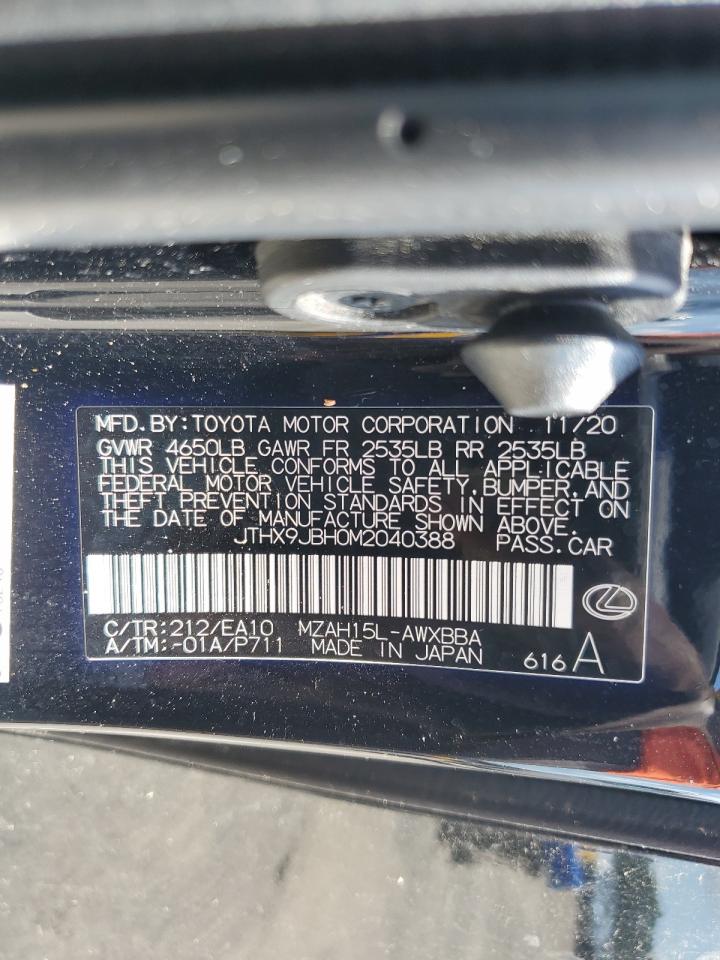 MFD. BY: TOYOTA MOTOR CORPORATION 11/20
GVWR 4650LB GAWR FR 2535LB RR 2535LB
THIS VEHICLE CONFORMS TO ALL APPLICABLE
FEDERAL MOTOR VEHICLE SAFETY, BUMPER, AND
THEFT PREVENTION STANDARDS IN EFFECT ON
THE DATE OF MANUFACTURE SHOWN ABOVE.
JTHX9JBH0M2040388 PASS. CAR
C/TR: 212/EA10 MZAH15L-AWXBBA
A/TM: -01A/P711 MADE IN JAPAN 616 A